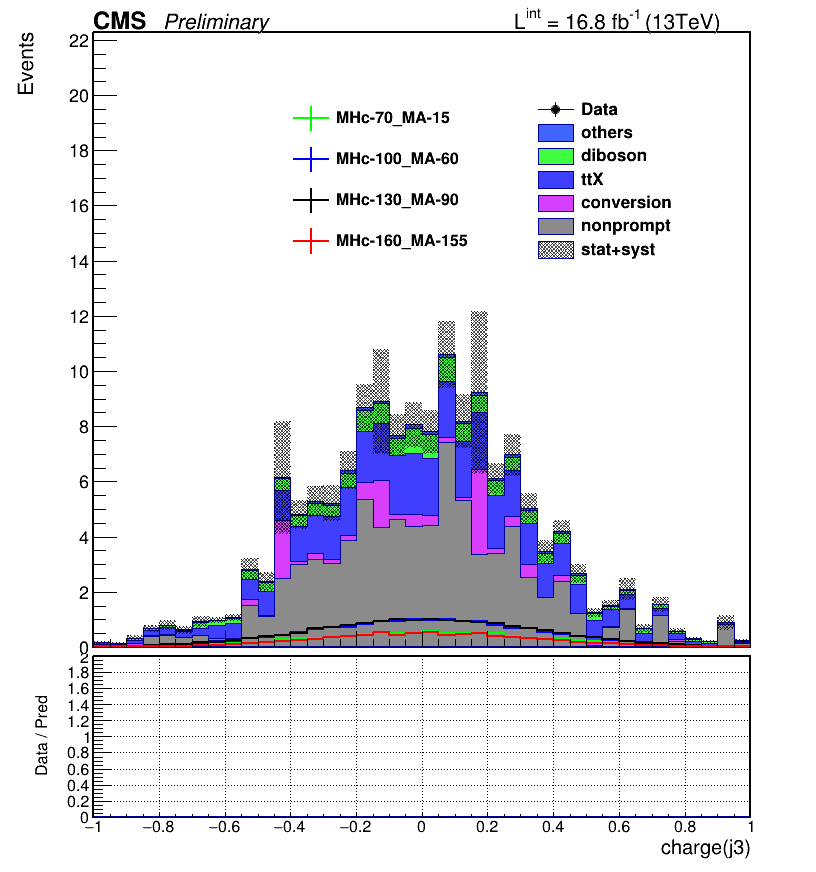 CMS Preliminary L^int = 16.8 fb^-1 (13TeV)
Events
22
20
18
16
14
12
10
8
6
4
2
0
MHc-70_MA-15
MHc-100_MA-60
MHc-130_MA-90
MHc-160_MA-155
Data
others
diboson
ttX
conversion
nonprompt
stat+syst
Data / Pred
2
1.8
1.6
1.4
1.2
1
0.8
0.6
0.4
0.2
0
−1 −0.8 −0.6 −0.4 −0.2 0 0.2 0.4 0.6 0.8 1
charge(j3)